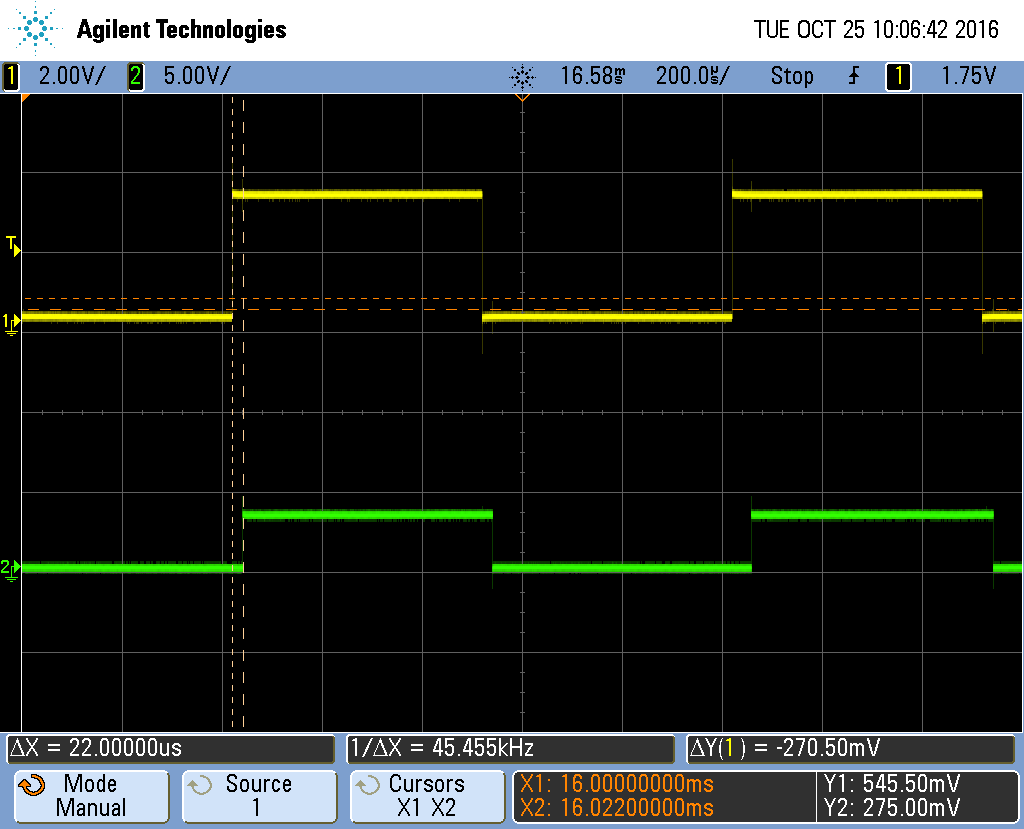 Agilent Technologies TUE OCT 25 10:06:42 2016
1 2.00V/ 2 5.00V/ 16.58ms 200.0us/ Stop 1 1.75V
T
1
2
ΔX = 22.00000us 1/ΔX = 45.455kHz ΔY(1) = -270.50mV
Mode Source Cursors X1: 16.00000000ms Y1: 545.50mV
Manual 1 X1 X2 X2: 16.02200000ms Y2: 275.00mV